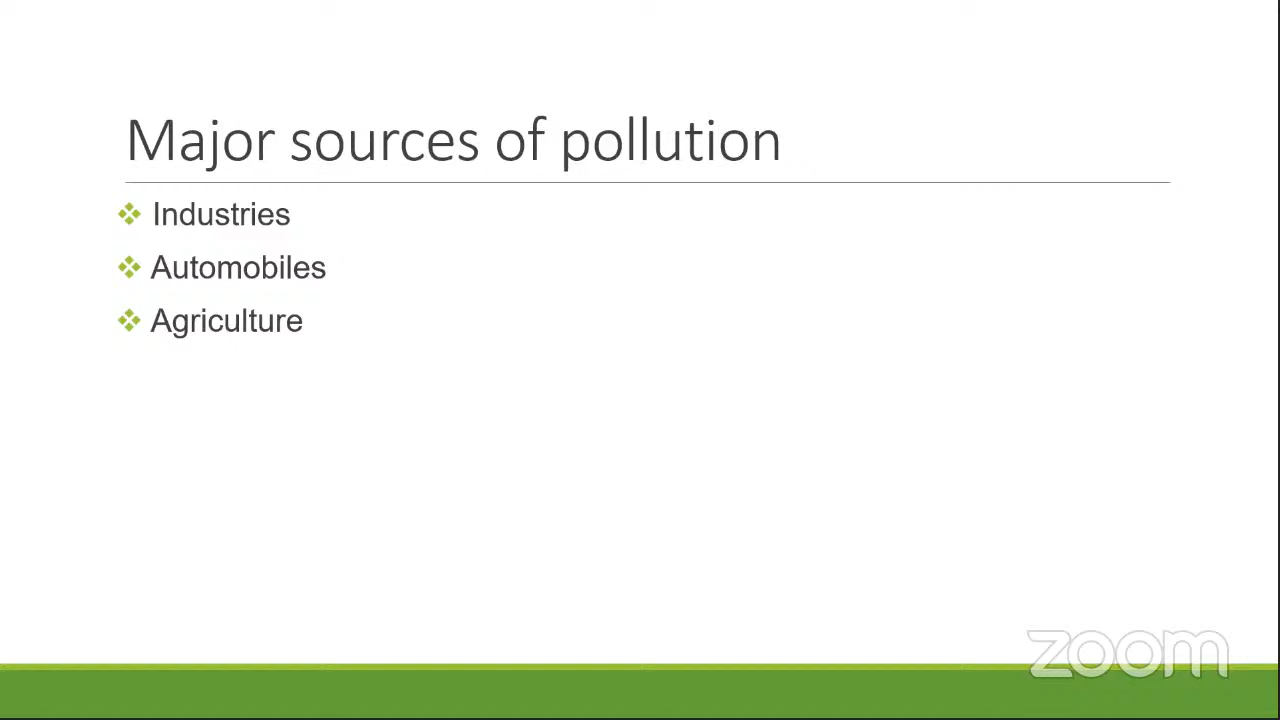 Major sources of pollution
Industries
Automobiles
Agriculture
zoom